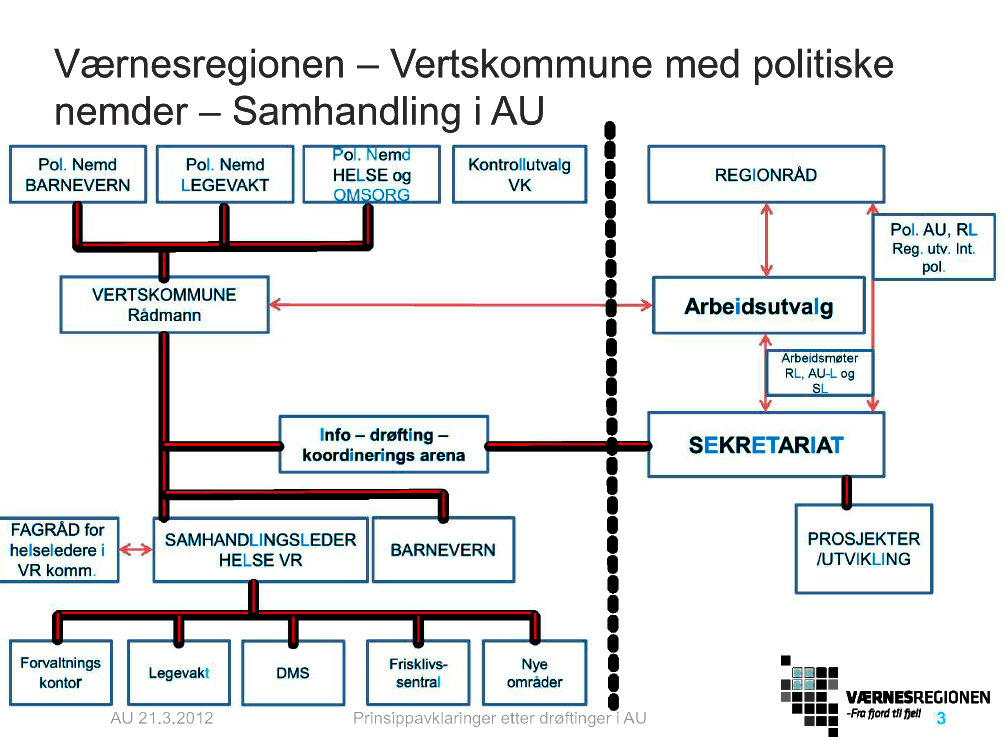 Værnesregionen – Vertskommune med politiske
nemder – Samhandling i AU
Pol. Nemd
BARNEVERN
Pol. Nemd
LEGEVAKT
Pol. Nemd
HELSE og
OMSORG
Kontrollutvalg
VK
REGIONRÅD
Pol. AU, RL
Reg. utv. Int.
pol.
VERTSKOMMUNE
Rådmann
Arbeidsutvalg
Arbeidsmøter
RL, AU-L og
SL
Info – drøfting –
koordinerings arena
SEKRETARIAT
FAGRÅD for
helseledere i
VR komm.
SAMHANDLINGSLEDER
HELSE VR
BARNEVERN
PROSJEKTER
/UTVIKLING
Forvaltnings
kontor
Legevakt
DMS
Frisklivs-
sentral
Nye
områder
VÆRNESREGIONEN
-Fra fjord til fjell
AU 21.3.2012
Prinsippavklaringer etter drøftinger i AU
3